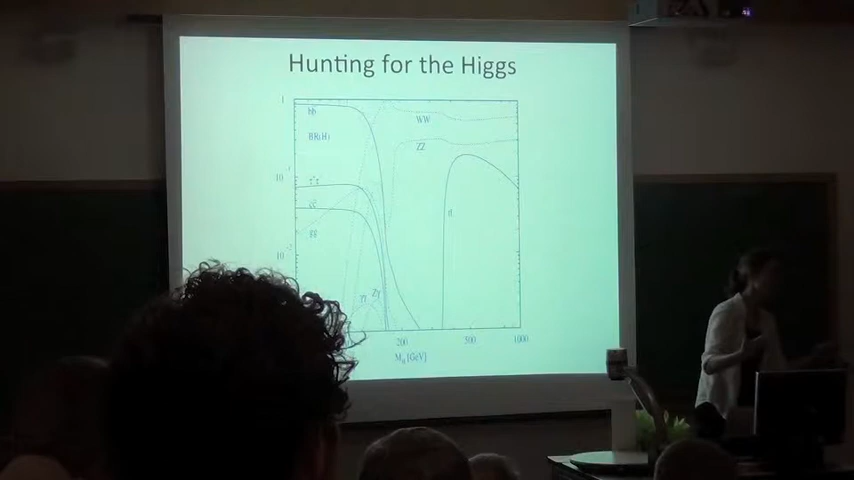 Hunting for the Higgs
1
bb
WW
BR(H)
ZZ
10
cc
tt
gg
10 -2
Zγ
200
500
1000
M_H [GeV]